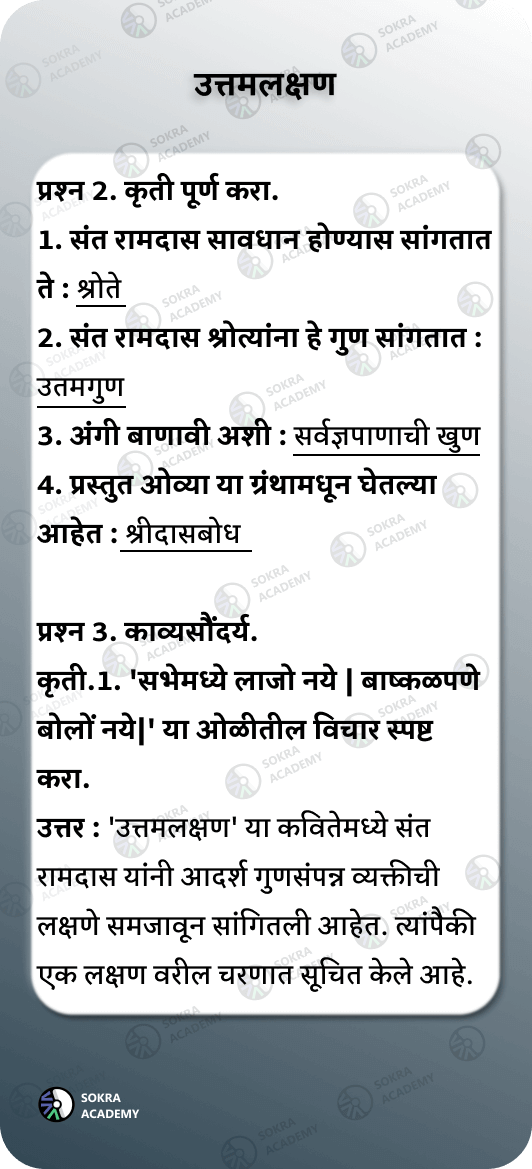 उत्तमलक्षण
प्रश्न 2. कृती पूर्ण करा.
1. संत रामदास सावधान होण्यास सांगतात
ते : श्रोते
2. संत रामदास श्रोत्यांना हे गुण सांगतात :
उतमगुण
3. अंगी बाणावी अशी : सर्वज्ञपाणाची खुण
4. प्रस्तुत ओव्या या ग्रंथामधून घेतल्या
आहेत : श्रीदासबोध
प्रश्न 3. काव्यसौंदर्य.
कृती.1. 'सभेमध्ये लाजो नये | बाष्कळपणे
बोलों नये|' या ओळीतील विचार स्पष्ट
करा.
उत्तर : 'उत्तमलक्षण' या कवितेमध्ये संत
रामदास यांनी आदर्श गुणसंपन्न व्यक्तीची
लक्षणे समजावून सांगितली आहेत. त्यांपैकी
एक लक्षण वरील चरणात सूचित केले आहे.
SOKRA
ACADEMY